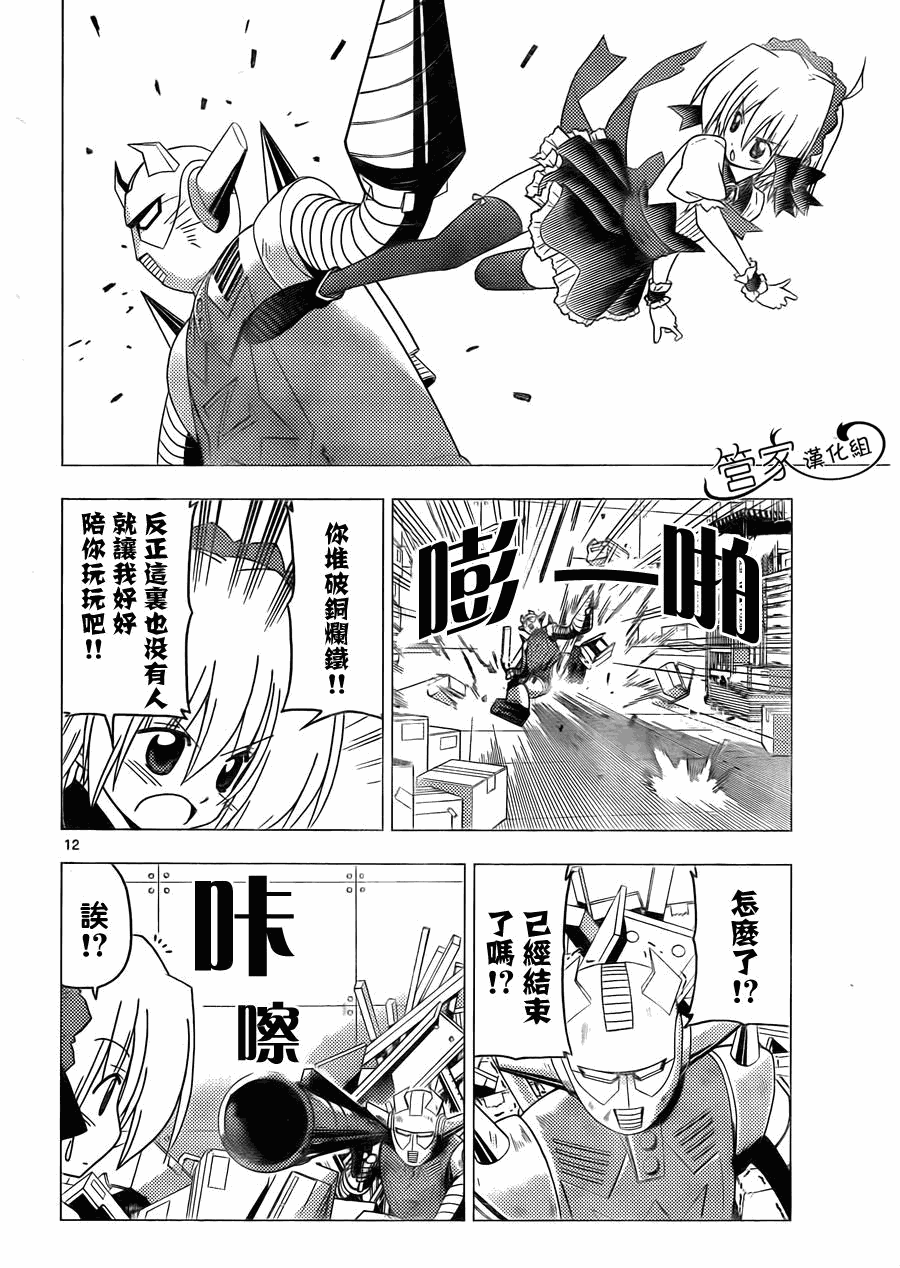 管家漢化組
啪—嘭
你堆破銅爛鐵!!
反正這裏也没有人
就讓我好好
陪你玩玩吧!!
12
怎麼了!?
已經結束
了嗎!?
咔
嚓
誒!?